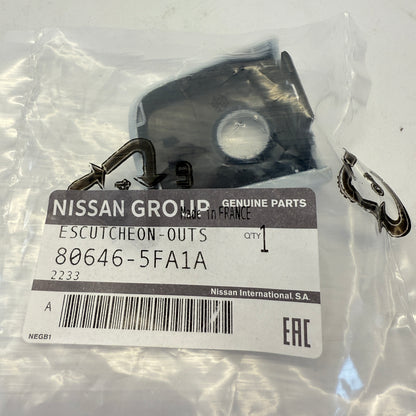 NISSAN GROUP GENUINE PARTS
Made in FRANCE
ESCUTCHEON-OUTS QTY 1
80646-5FA1A
2233
Nissan International. S.A.
A
EAC
NEGB1